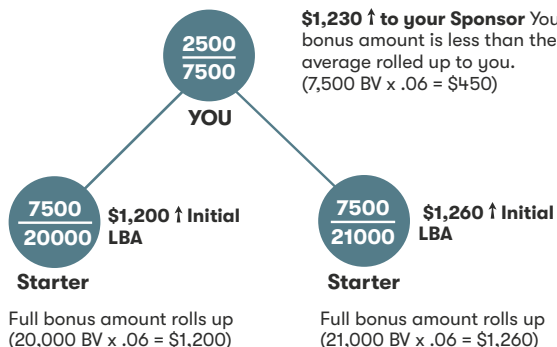 $1,230 ↑ to your Sponsor You
bonus amount is less than the
average rolled up to you.
(7,500 BV x .06 = $450)
2500
7500
YOU
7500
20000
$1,200 ↑ Initial
LBA
Starter
Full bonus amount rolls up
(20,000 BV x .06 = $1,200)
7500
21000
$1,260 ↑ Initial
LBA
Starter
Full bonus amount rolls up
(21,000 BV x .06 = $1,260)